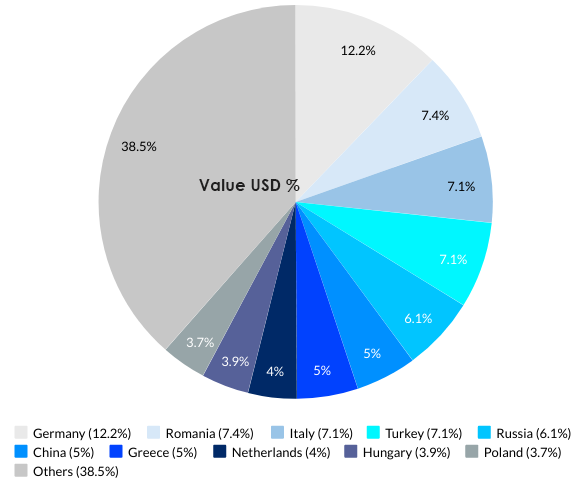 12.2%
7.4%
38.5%
Value USD %
7.1%
7.1%
6.1%
3.7%
5%
3.9%
4%
5%
Germany (12.2%) Romania (7.4%) Italy (7.1%) Turkey (7.1%) Russia (6.1%)
China (5%) Greece (5%) Netherlands (4%) Hungary (3.9%) Poland (3.7%)
Others (38.5%)